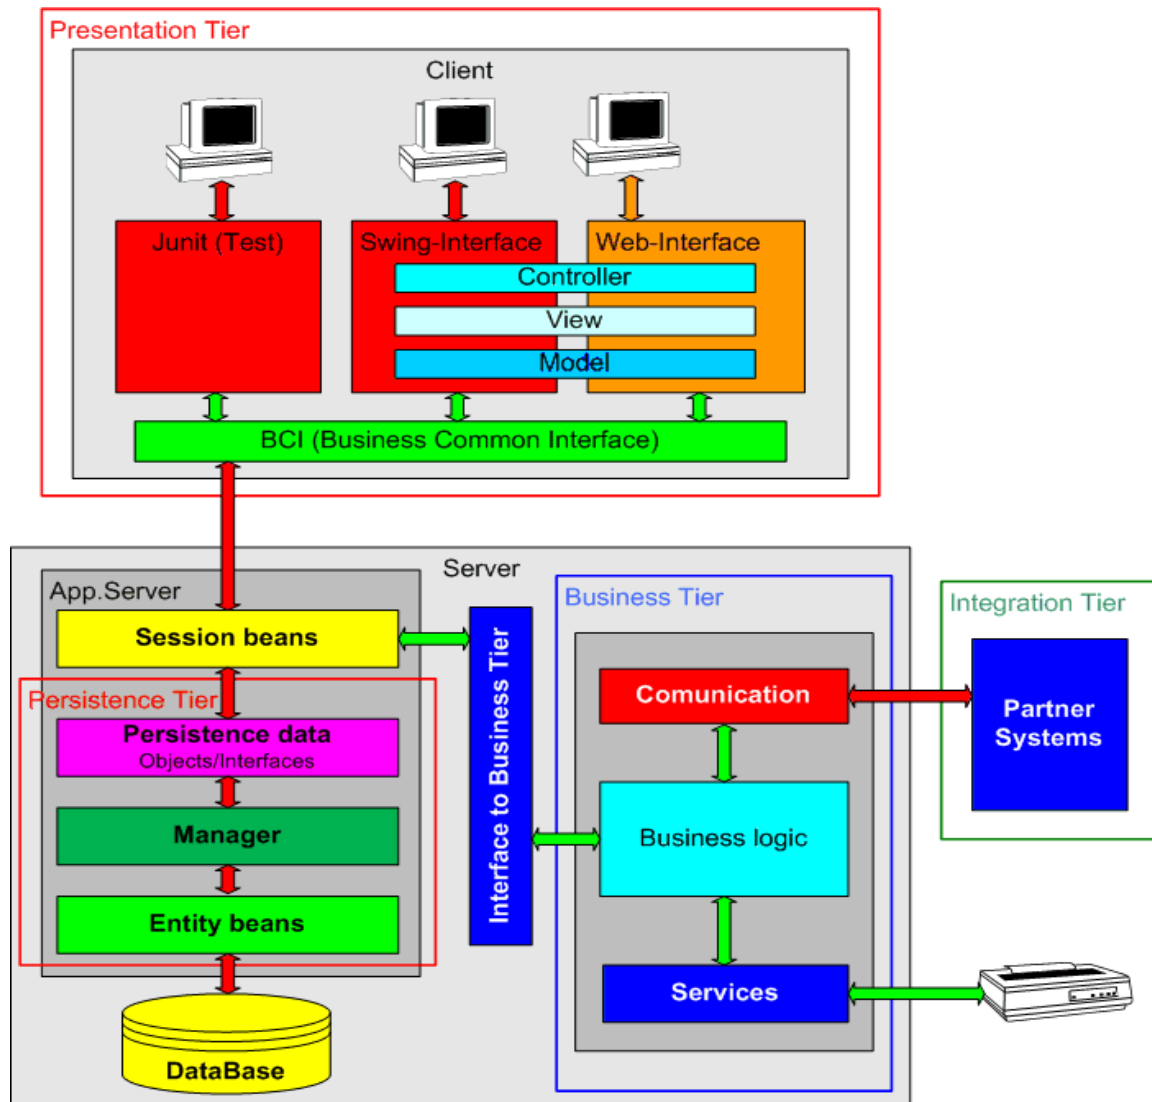 Presentation Tier
Client
Junit (Test)
Swing-Interface
Web-Interface
Controller
View
Model
BCI (Business Common Interface)
Server
App.Server
Session beans
Persistence Tier
Persistence data
Objects/Interfaces
Manager
Entity beans
DataBase
Interface to Business Tier
Business Tier
Comunication
Business logic
Services
Integration Tier
Partner
Systems